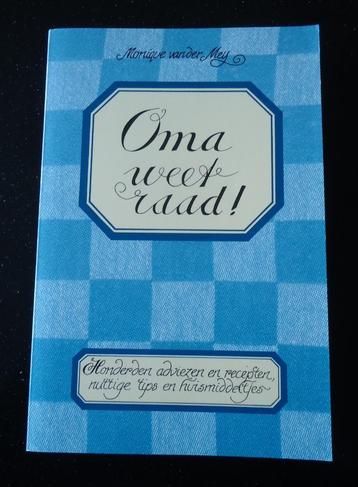 Monique van der Mey
Oma
weet
raad!
Honderden adviezen en recepten,
nuttige tips en huismiddeltjes